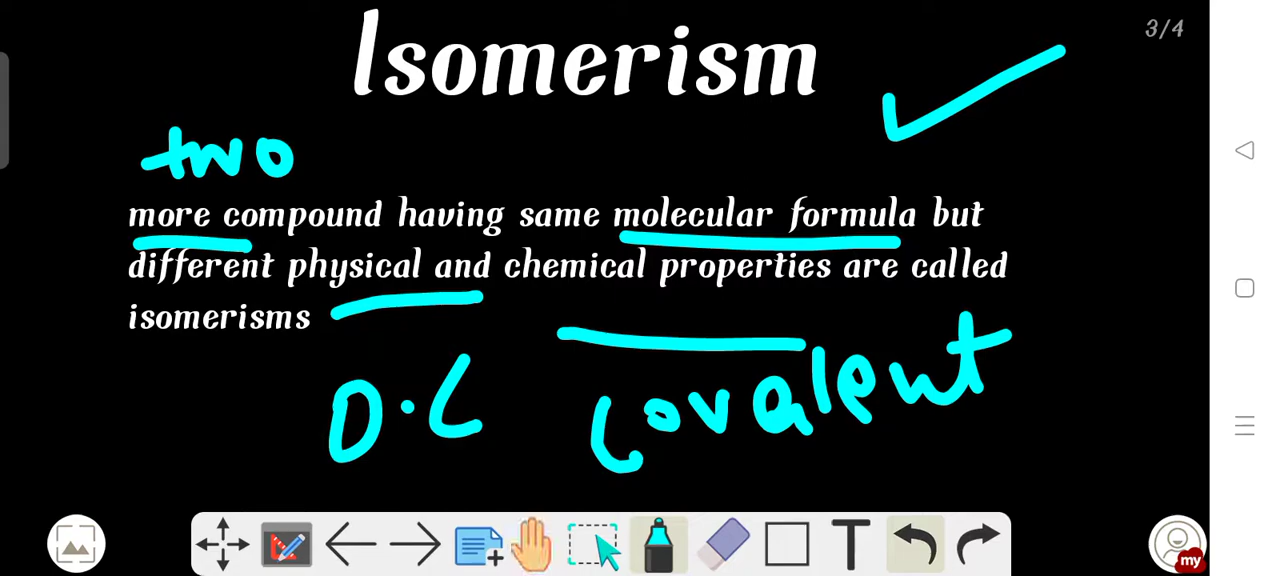 Isomerism
3/4
two
more compound having same molecular formula but
different physical and chemical properties are called
isomerisms
O.C covalent
T
my